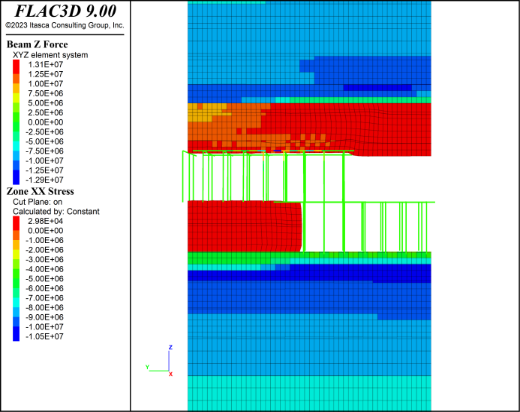 FLAC3D 9.00
©2023 Itasca Consulting Group, Inc.
Beam Z Force
XYZ element system
1.31E+07
1.25E+07
1.00E+07
7.50E+06
5.00E+06
2.50E+06
0.00E+00
-2.50E+06
-5.00E+06
-7.50E+06
-1.00E+07
-1.25E+07
-1.29E+07
Zone XX Stress
Cut Plane: on
Calculated by: Constant
2.98E+04
0.00E+00
-1.00E+06
-2.00E+06
-3.00E+06
-4.00E+06
-5.00E+06
-6.00E+06
-7.00E+06
-8.00E+06
-9.00E+06
-1.00E+07
-1.05E+07
Z
Y
X